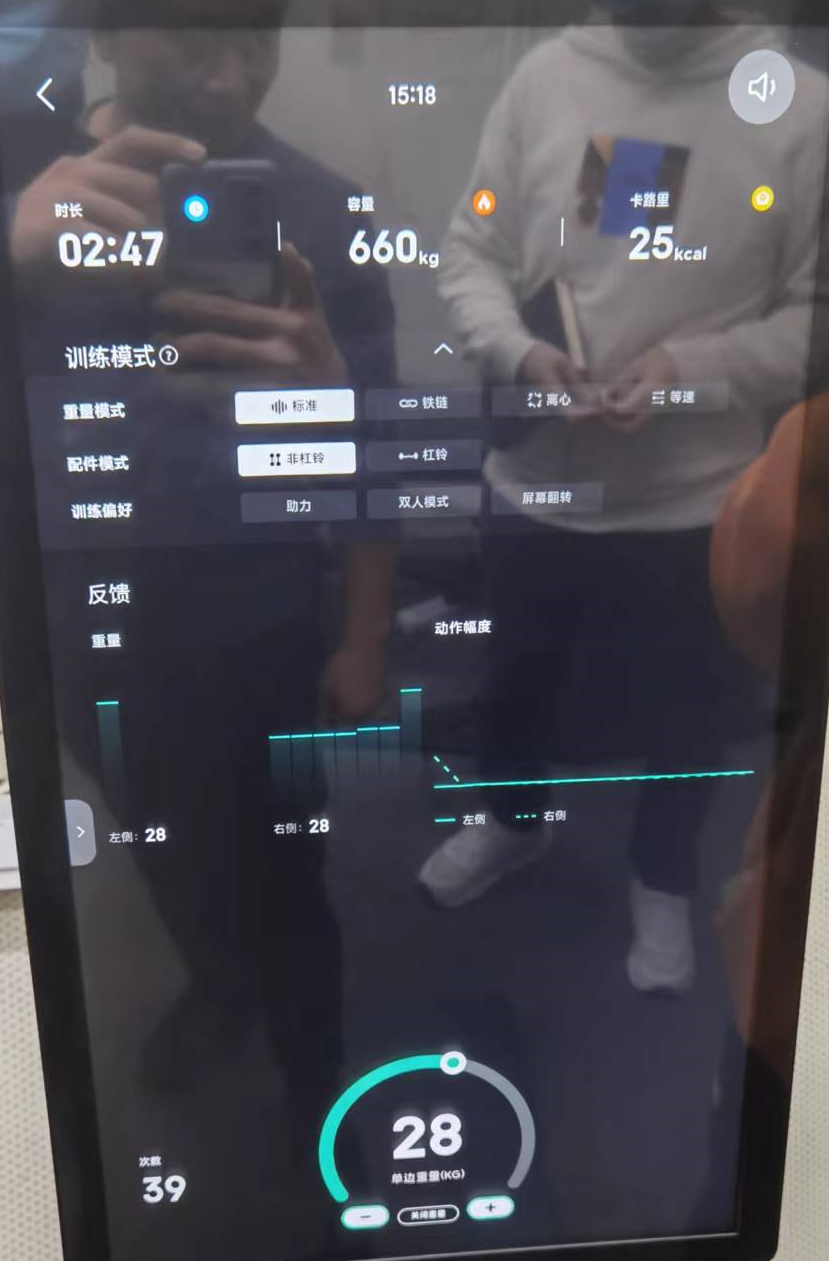 15:18
时长 容量 卡路里
02:47 660kg 25kcal
训练模式?
重量模式 标准 铁链 离心 等速
配件模式 非杠铃 杠铃
训练偏好 助力 双人模式 屏幕翻转
反馈
重量 动作幅度
左侧: 28 右侧: 28 左侧 右侧
28
单边重量(KG)
次数
39
− 关闭重量 +